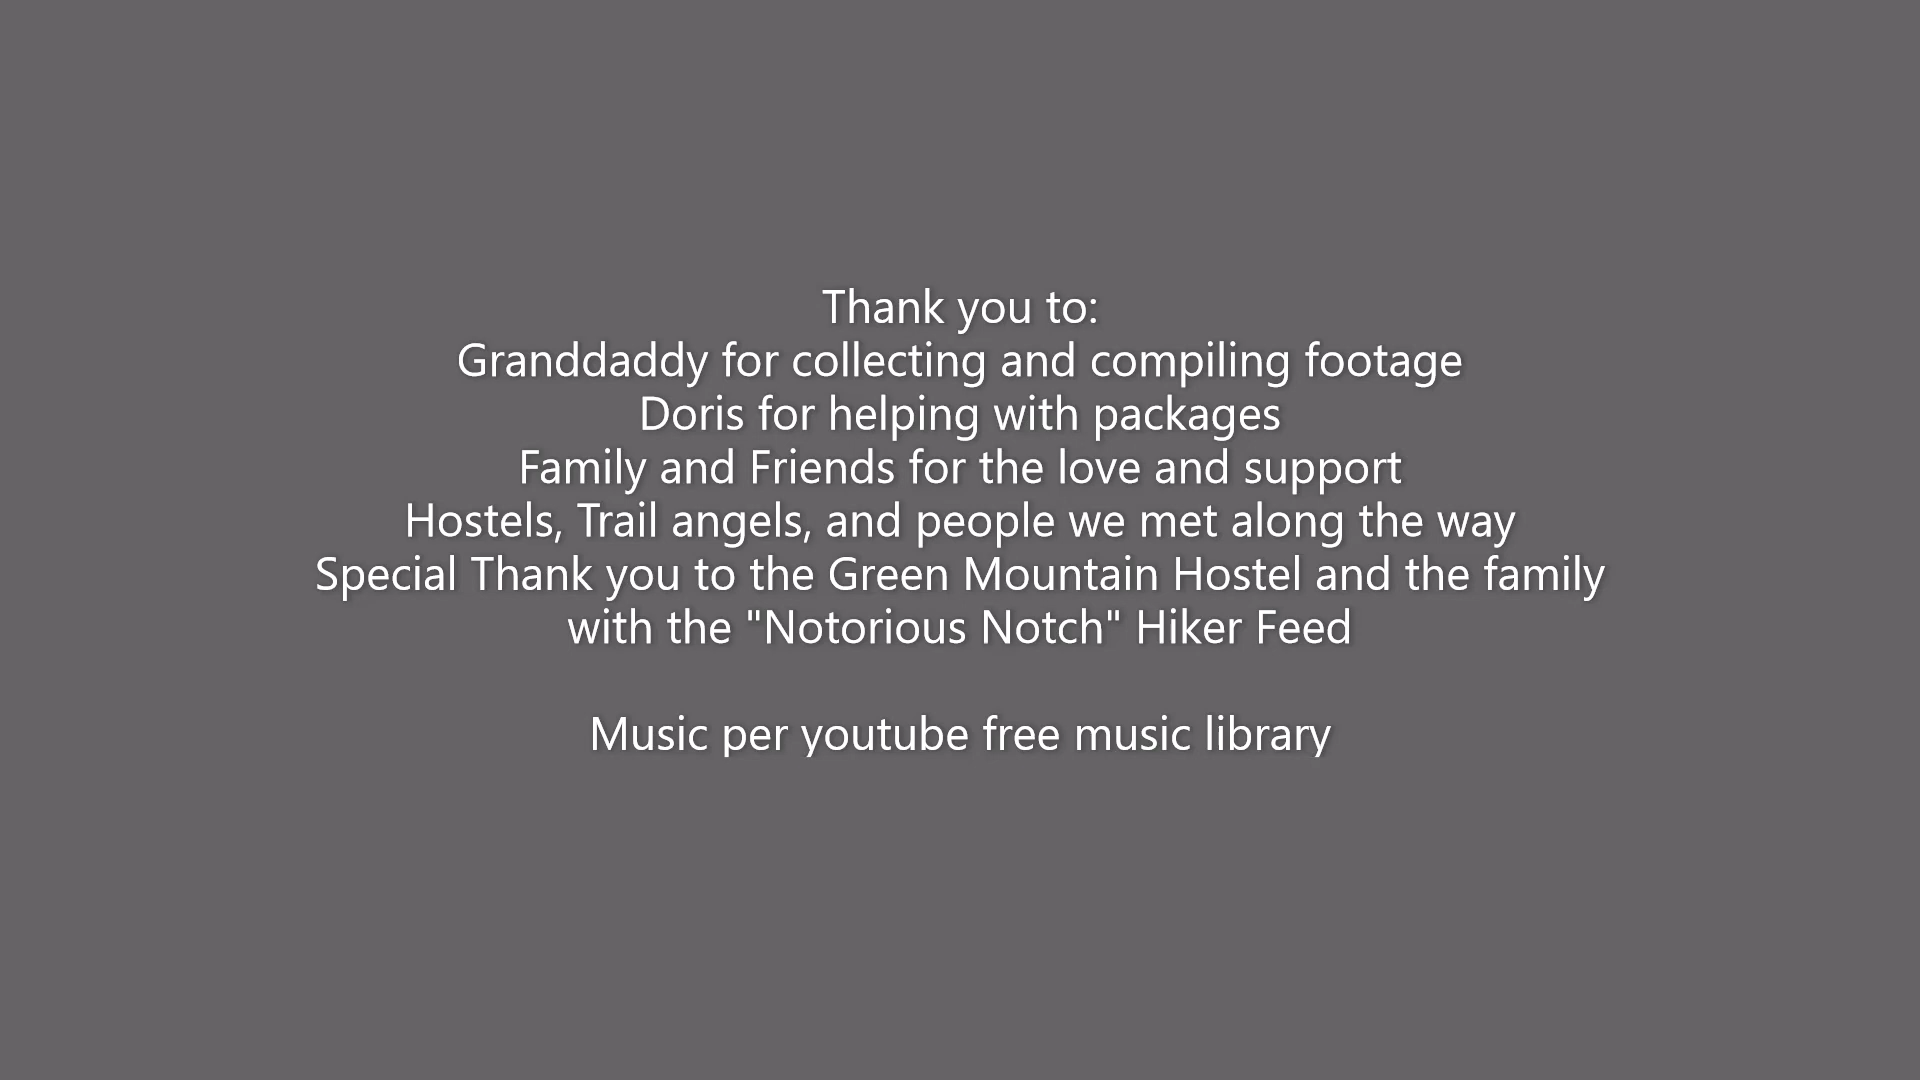 Thank you to:
Granddaddy for collecting and compiling footage
Doris for helping with packages
Family and Friends for the love and support
Hostels, Trail angels, and people we met along the way
Special Thank you to the Green Mountain Hostel and the family
with the "Notorious Notch" Hiker Feed
Music per youtube free music library